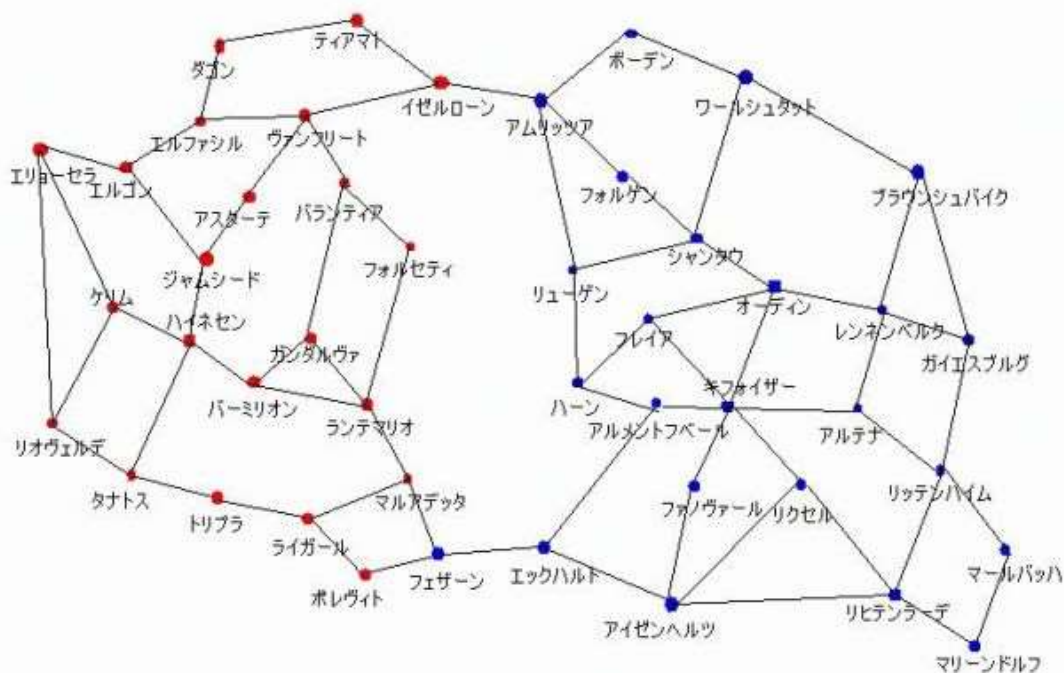 ティアマト
ボーデン
ダゴン
イゼルローン
ワールシュタット
アムリッツア
エルファシル
ヴァンフリート
エリョーセラ
エルゴン
ブラウンシュバイク
フォルゲン
アスターテ
バランティア
シャンタウ
フォルセティ
ジャムシード
リューゲン
ケリム
オーディン
ハイネセン
フレイア
レンネンベルク
ガンダルヴァ
ガイエスブルグ
バーミリオン
ハーン
キフォイザー
ランテマリオ
アルメントフベール
アルテナ
リオヴェルデ
タナトス
マルアデッタ
リッテンハイム
トリプラ
ファノヴァール
リクセル
ライガール
フェザーン
エックハルト
マールバッハ
ポレヴィト
アイゼンヘルツ
リヒテンラーデ
マリーンドルフ